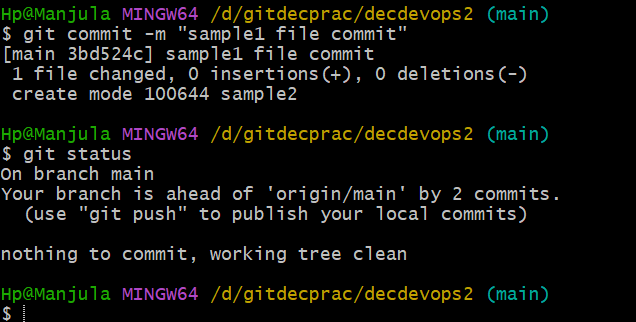 Hp@Manjula MINGW64 /d/gitdecprac/decdevops2 (main)
$ git commit -m "sample1 file commit"
[main 3bd524c] sample1 file commit
 1 file changed, 0 insertions(+), 0 deletions(-)
 create mode 100644 sample2

Hp@Manjula MINGW64 /d/gitdecprac/decdevops2 (main)
$ git status
On branch main
Your branch is ahead of 'origin/main' by 2 commits.
  (use "git push" to publish your local commits)

nothing to commit, working tree clean

Hp@Manjula MINGW64 /d/gitdecprac/decdevops2 (main)
$